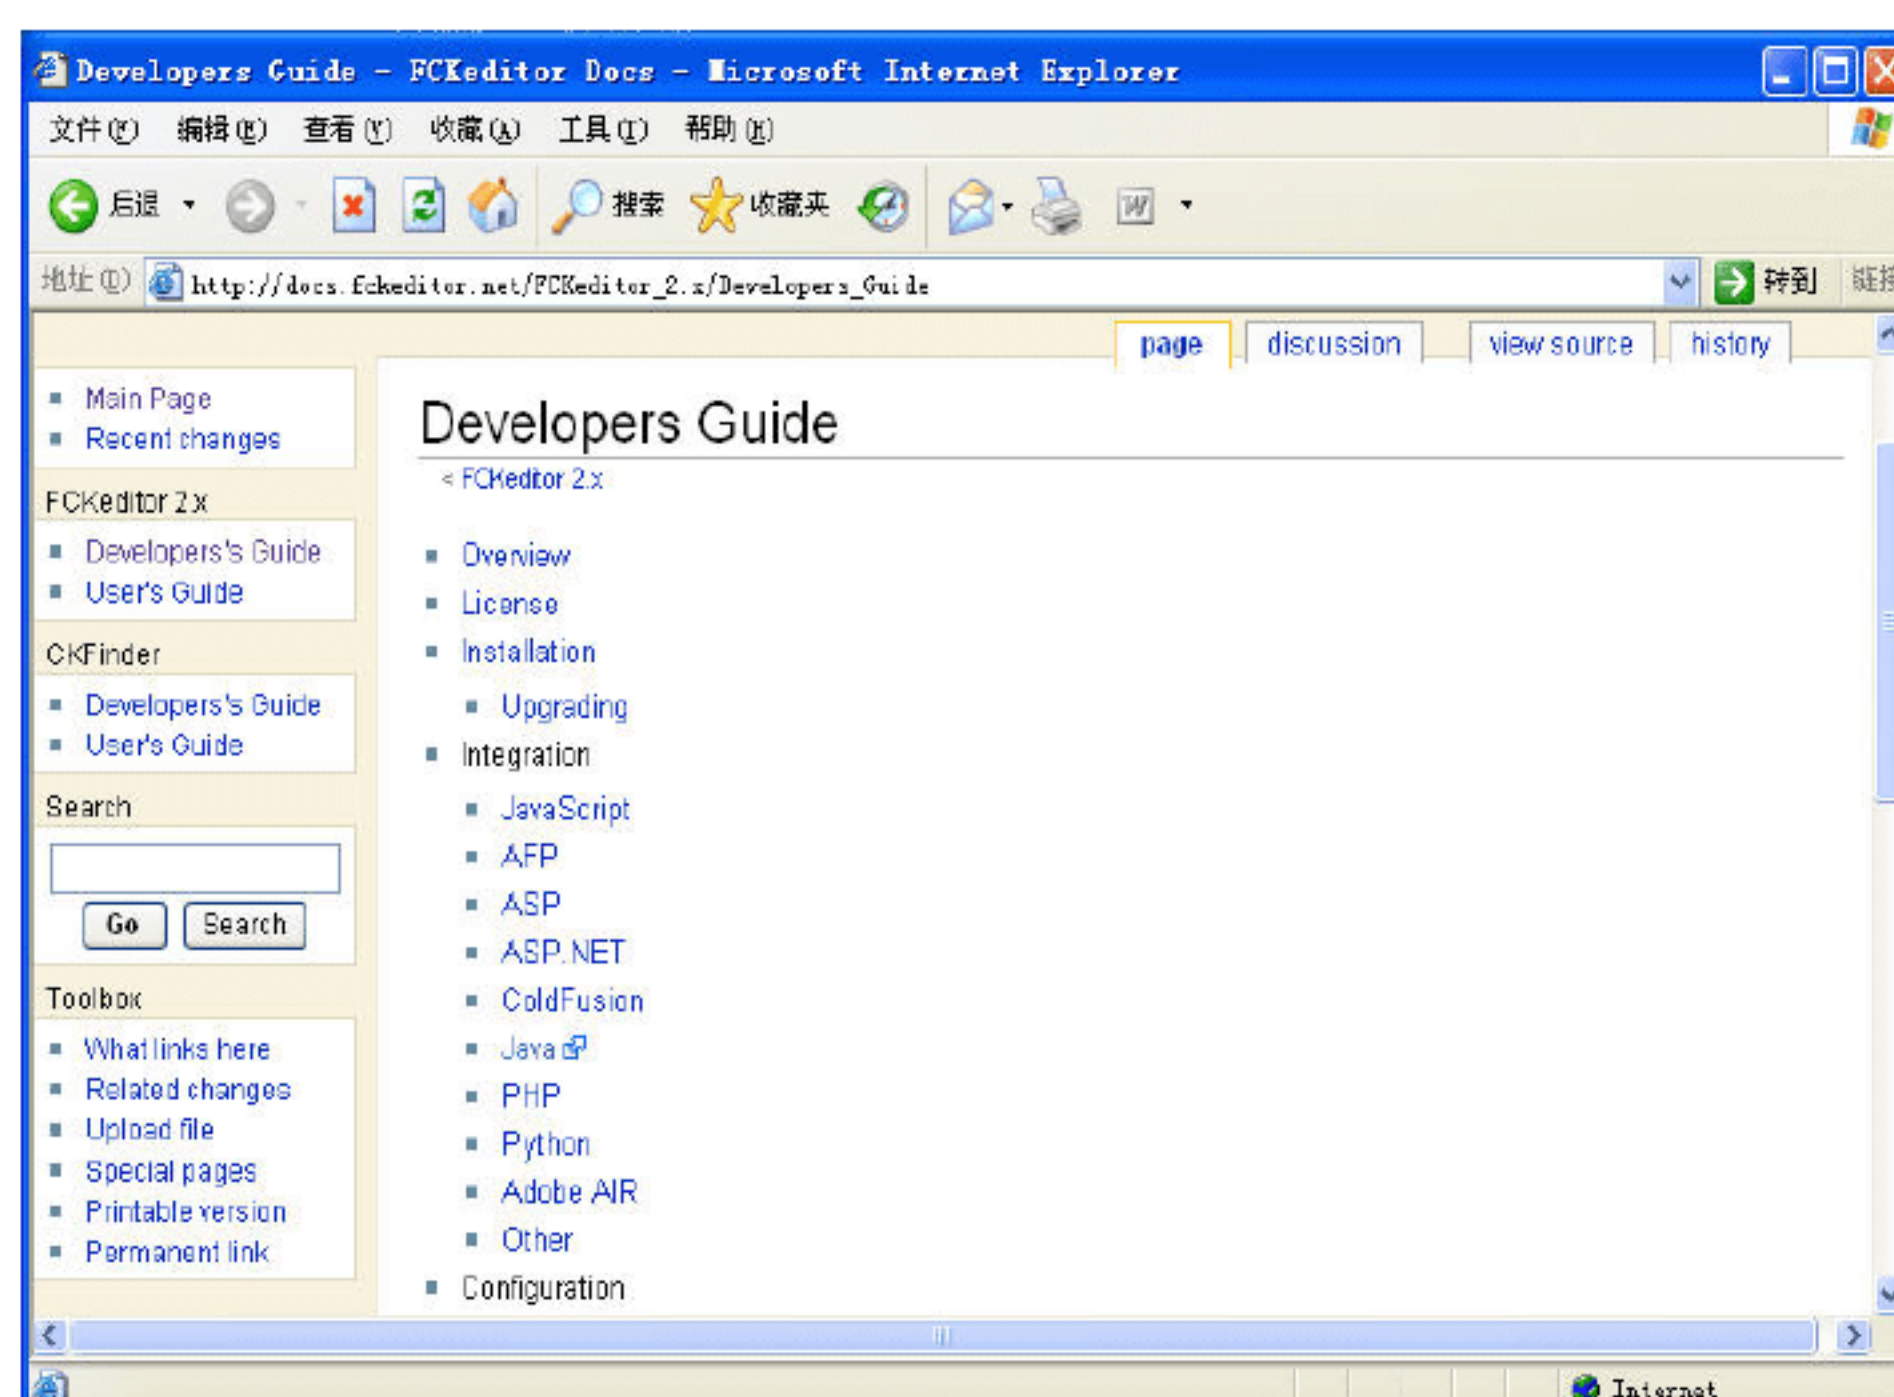 Developers Guide - FCKeditor Docs - Microsoft Internet Explorer
文件(F) 编辑(E) 查看(V) 收藏(A) 工具(T) 帮助(H)
后退 搜索 收藏夹
地址(D) http://docs.fckeditor.net/FCKeditor_2.x/Developers_Guide 转到 链接
page discussion view source history
Main Page
Recent changes
FCKeditor 2.x
Developers's Guide
User's Guide
CKFinder
Developers's Guide
User's Guide
Search
Go Search
Toolbox
What links here
Related changes
Upload file
Special pages
Printable version
Permanent link
Developers Guide
< FCKeditor 2.x
Overview
License
Installation
Upgrading
Integration
JavaScript
AFP
ASP
ASP.NET
ColdFusion
Java
PHP
Python
Adobe AIR
Other
Configuration
Internet